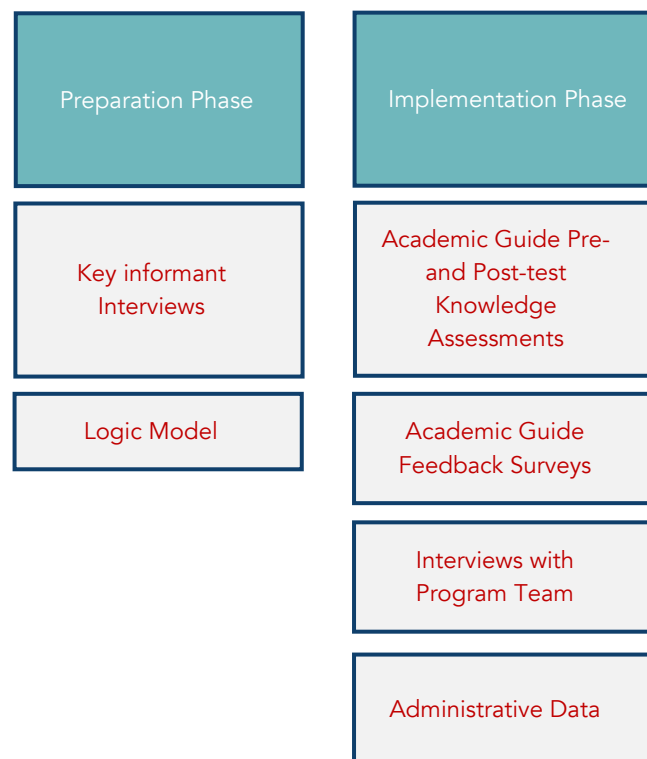 Preparation Phase
Key informant
Interviews
Logic Model
Implementation Phase
Academic Guide Pre-
and Post-test
Knowledge
Assessments
Academic Guide
Feedback Surveys
Interviews with
Program Team
Administrative Data